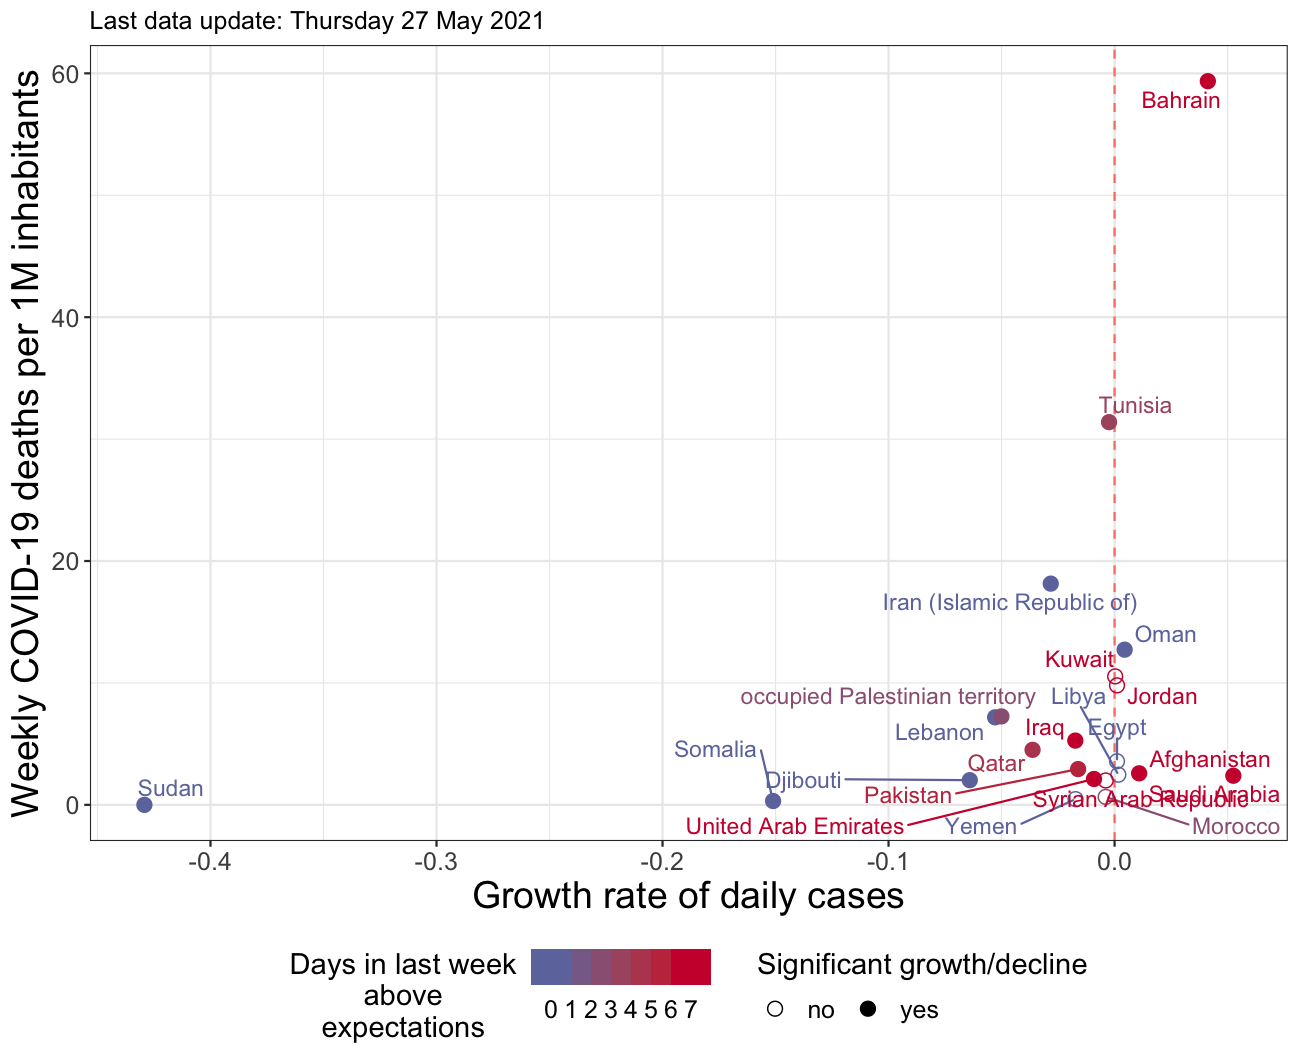 Last data update: Thursday 27 May 2021
Weekly COVID-19 deaths per 1M inhabitants
60
40
20
0
Bahrain
Tunisia
Iran (Islamic Republic of)
Oman
Kuwait
occupied Palestinian territory
Libya
Jordan
Lebanon
Iraq
Egypt
Somalia
Qatar
Afghanistan
Djibouti
Sudan
Pakistan
Syrian Arab Republic
Saudi Arabia
United Arab Emirates
Yemen
Morocco
-0.4
-0.3
-0.2
-0.1
0.0
Growth rate of daily cases
Days in last week
above
expectations
0 1 2 3 4 5 6 7
Significant growth/decline
no
yes